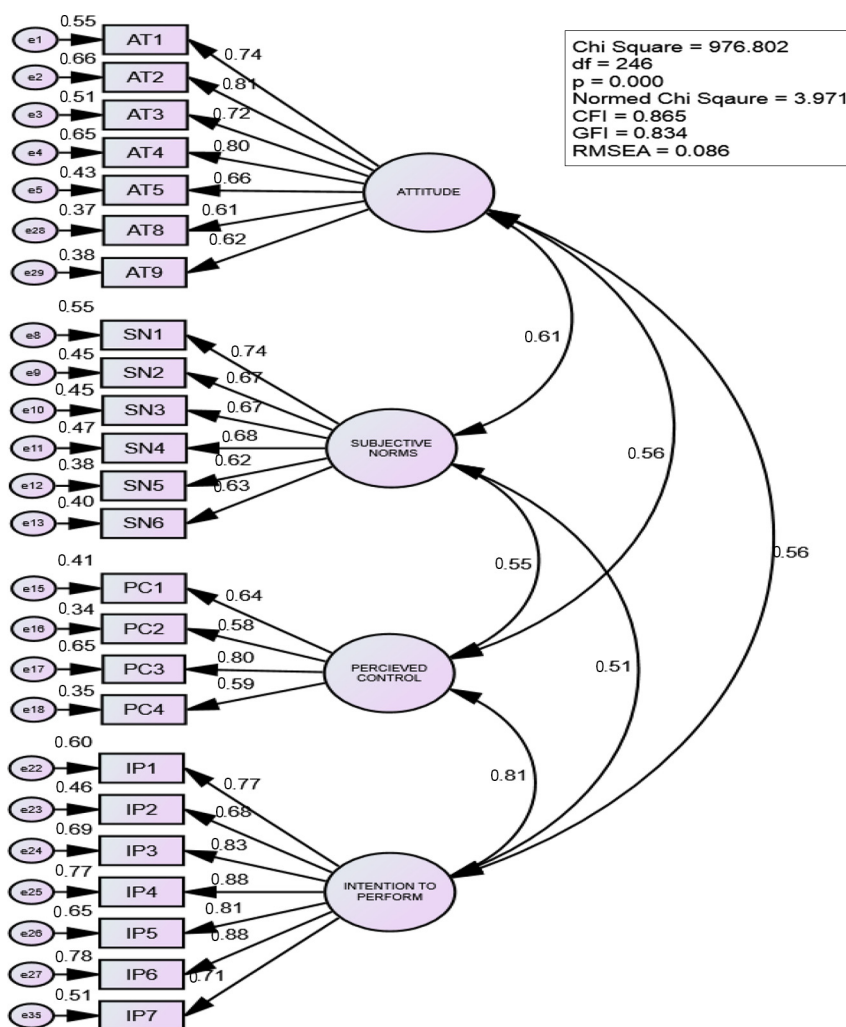 Chi Square = 976.802
df = 246
p = 0.000
Normed Chi Sqaure = 3.971
CFI = 0.865
GFI = 0.834
RMSEA = 0.086
0.55
e1
AT1
0.74
0.66
e2
AT2
0.81
0.51
e3
AT3
0.72
0.65
e4
AT4
0.80
0.43
e5
AT5
0.66
0.37
e28
AT8
0.61
0.38
e29
AT9
0.62
ATTITUDE
0.55
e8
SN1
0.74
0.45
e9
SN2
0.67
0.45
e10
SN3
0.67
0.47
e11
SN4
0.68
0.38
e12
SN5
0.62
0.40
e13
SN6
0.63
SUBJECTIVE
NORMS
0.41
e15
PC1
0.64
0.34
e16
PC2
0.58
0.65
e17
PC3
0.80
0.35
e18
PC4
0.59
PERCIEVED
CONTROL
0.60
e22
IP1
0.77
0.46
e23
IP2
0.68
0.69
e24
IP3
0.83
0.77
e25
IP4
0.88
0.65
e26
IP5
0.81
0.78
e27
IP6
0.88
0.51
e35
IP7
0.71
INTENTION TO
PERFORM
0.61
0.56
0.56
0.55
0.51
0.81